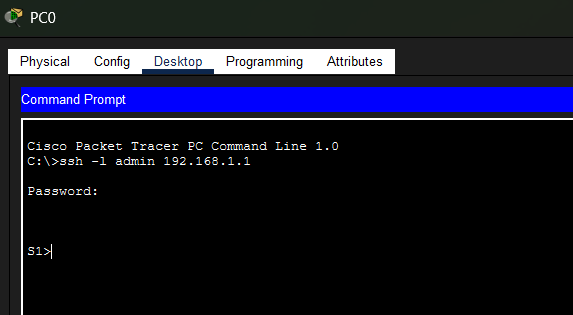 PC0
Physical Config Desktop Programming Attributes
Command Prompt
Cisco Packet Tracer PC Command Line 1.0
C:\>ssh -l admin 192.168.1.1
Password:
S1>